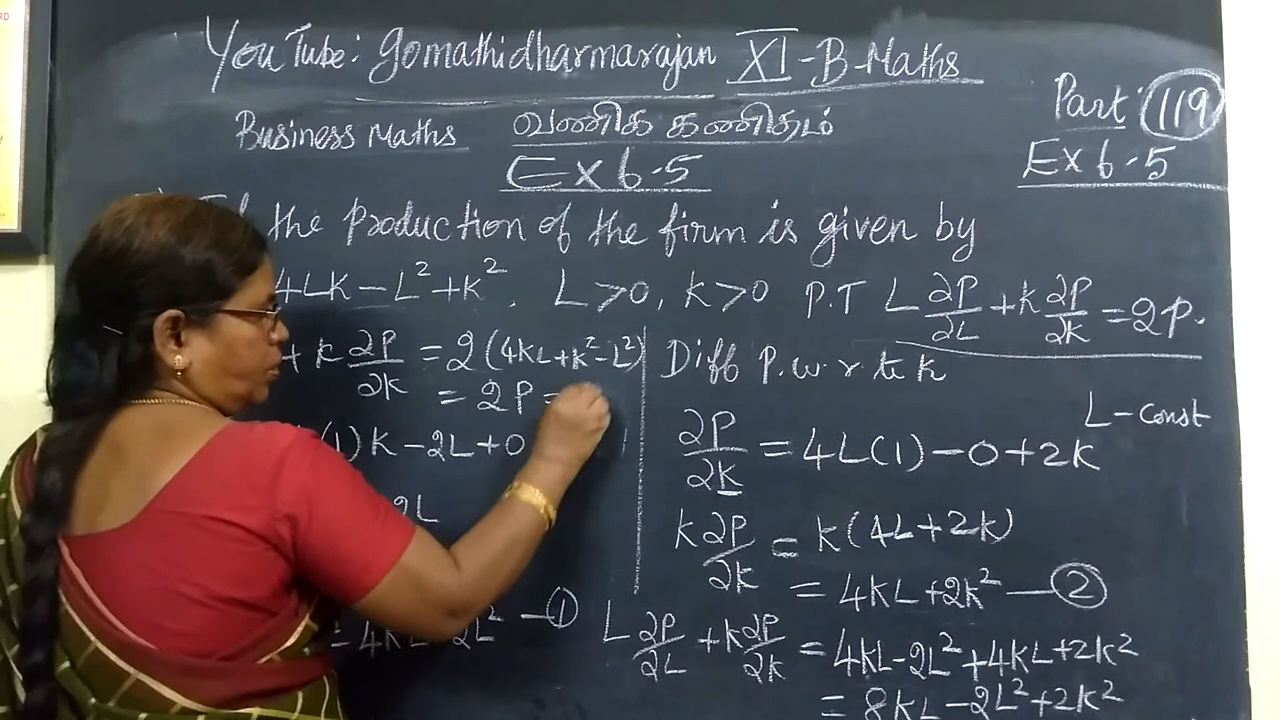 YouTube: gomathidharmarajan XI-B-Maths
Business Maths வணிக கணிதம்
Part: 119
Ex 6.5
Ex 6.5
If the production of the firm is given by
4LK-L²+K². L>0, K>0 P.T L ∂P/∂L + K ∂P/∂K = 2P.
+ K ∂P/∂K = 2(4KL+K²-L²)
= 2P =
(1)K-2L+0
2L
= 4KL-2L² — ①
Diff P. w. r to K
L-Const
∂P/∂K = 4L(1)-0+2K
K ∂P/∂K = K(4L+2K)
= 4KL+2K² — ②
L ∂P/∂L + K ∂P/∂K = 4KL-2L²+4KL+2K²
= 8KL-2L²+2K²